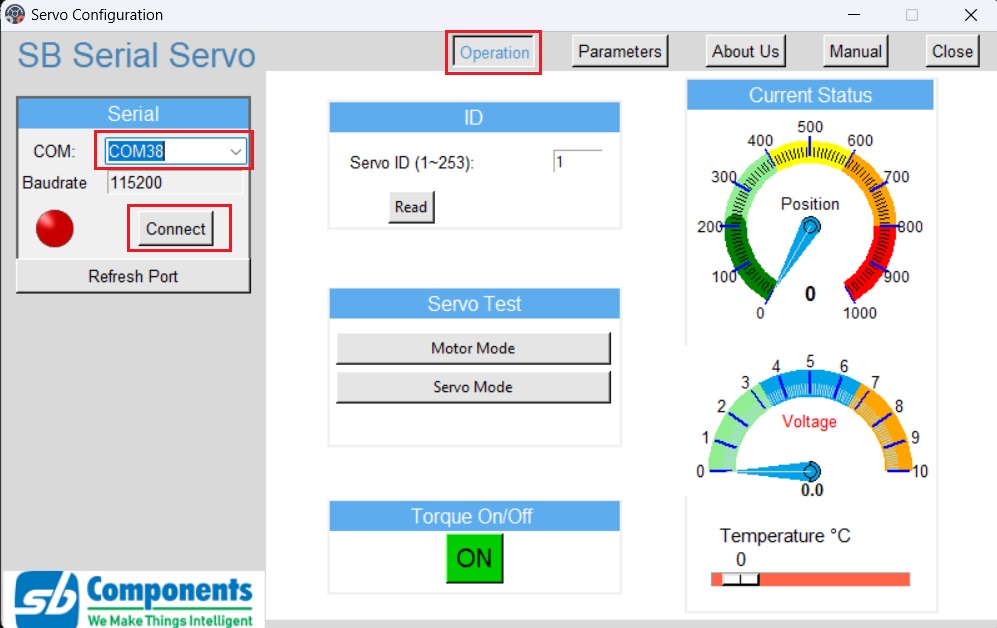 Servo Configuration
SB Serial Servo
Operation
Parameters
About Us
Manual
Close
Serial
COM: COM38
Baudrate 115200
Connect
Refresh Port
ID
Servo ID (1~253): 1
Read
Servo Test
Motor Mode
Servo Mode
Torque On/Off
ON
Current Status
0 100 200 300 400 500 600 700 800 900 1000
Position
0
0 1 2 3 4 5 6 7 8 9 10
Voltage
0.0
Temperature °C
0
sb Components
We Make Things Intelligent